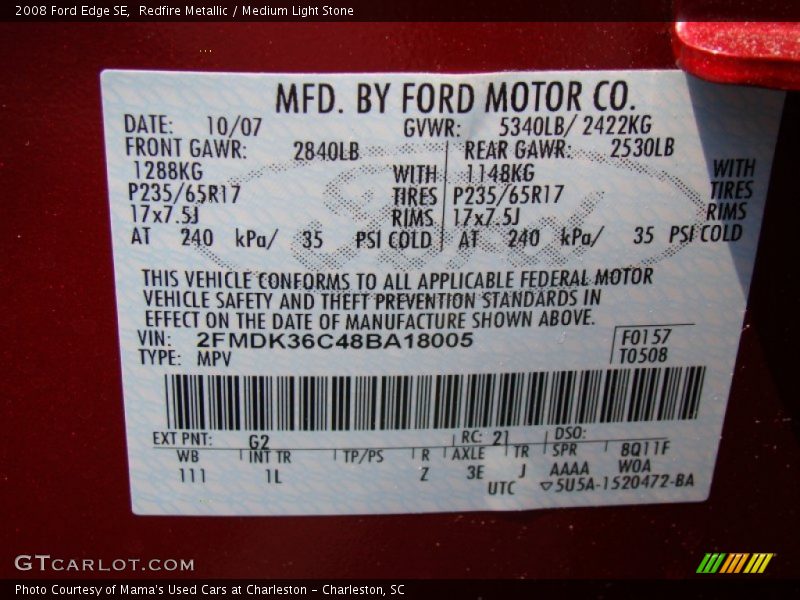 2008 Ford Edge SE,  Redfire Metallic / Medium Light Stone
MFD. BY FORD MOTOR CO.
DATE: 10/07 GVWR: 5340LB/ 2422KG
FRONT GAWR: 2840LB REAR GAWR: 2530LB
1288KG WITH 1148KG WITH
P235/65R17 TIRES P235/65R17 TIRES
17x7.5J RIMS 17x7.5J RIMS
AT 240 kPa/ 35 PSI COLD AT 240 kPa/ 35 PSI COLD
THIS VEHICLE CONFORMS TO ALL APPLICABLE FEDERAL MOTOR
VEHICLE SAFETY AND THEFT PREVENTION STANDARDS IN
EFFECT ON THE DATE OF MANUFACTURE SHOWN ABOVE.
VIN: 2FMDK36C48BA18005 F0157
TYPE: MPV T0508
EXT PNT: G2 RC: 21 DSO:
WB INT TR TP/PS R AXLE TR SPR 8Q11F
111 1L Z 3E J AAAA W0A
UTC ▽5U5A-1520472-BA
Ford
GTCARLOT.COM
Photo Courtesy of Mama's Used Cars at Charleston - Charleston, SC